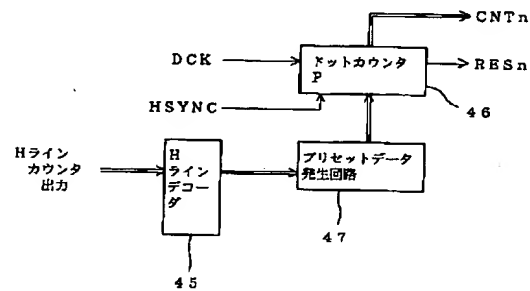 CNTn
DCK
ドットカウンタ
P
RESn
HSYNC
46
Hライン
カウンタ
出力
H
ライン
デコー
ダ
プリセットデータ
発生回路
47
45